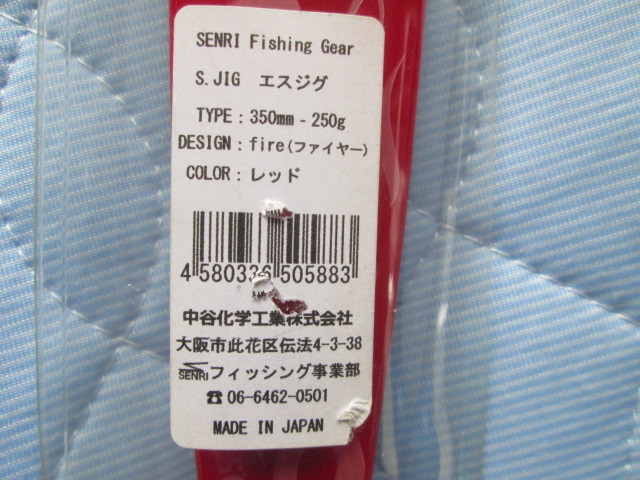 SENRI Fishing Gear
S.JIG エスジグ
TYPE : 350mm - 250g
DESIGN : fire(ファイヤー)
COLOR : レッド
4 580336 505883
中谷化学工業株式会社
大阪市此花区伝法4-3-38
SENRI フィッシング事業部
☎ 06-6462-0501
MADE IN JAPAN